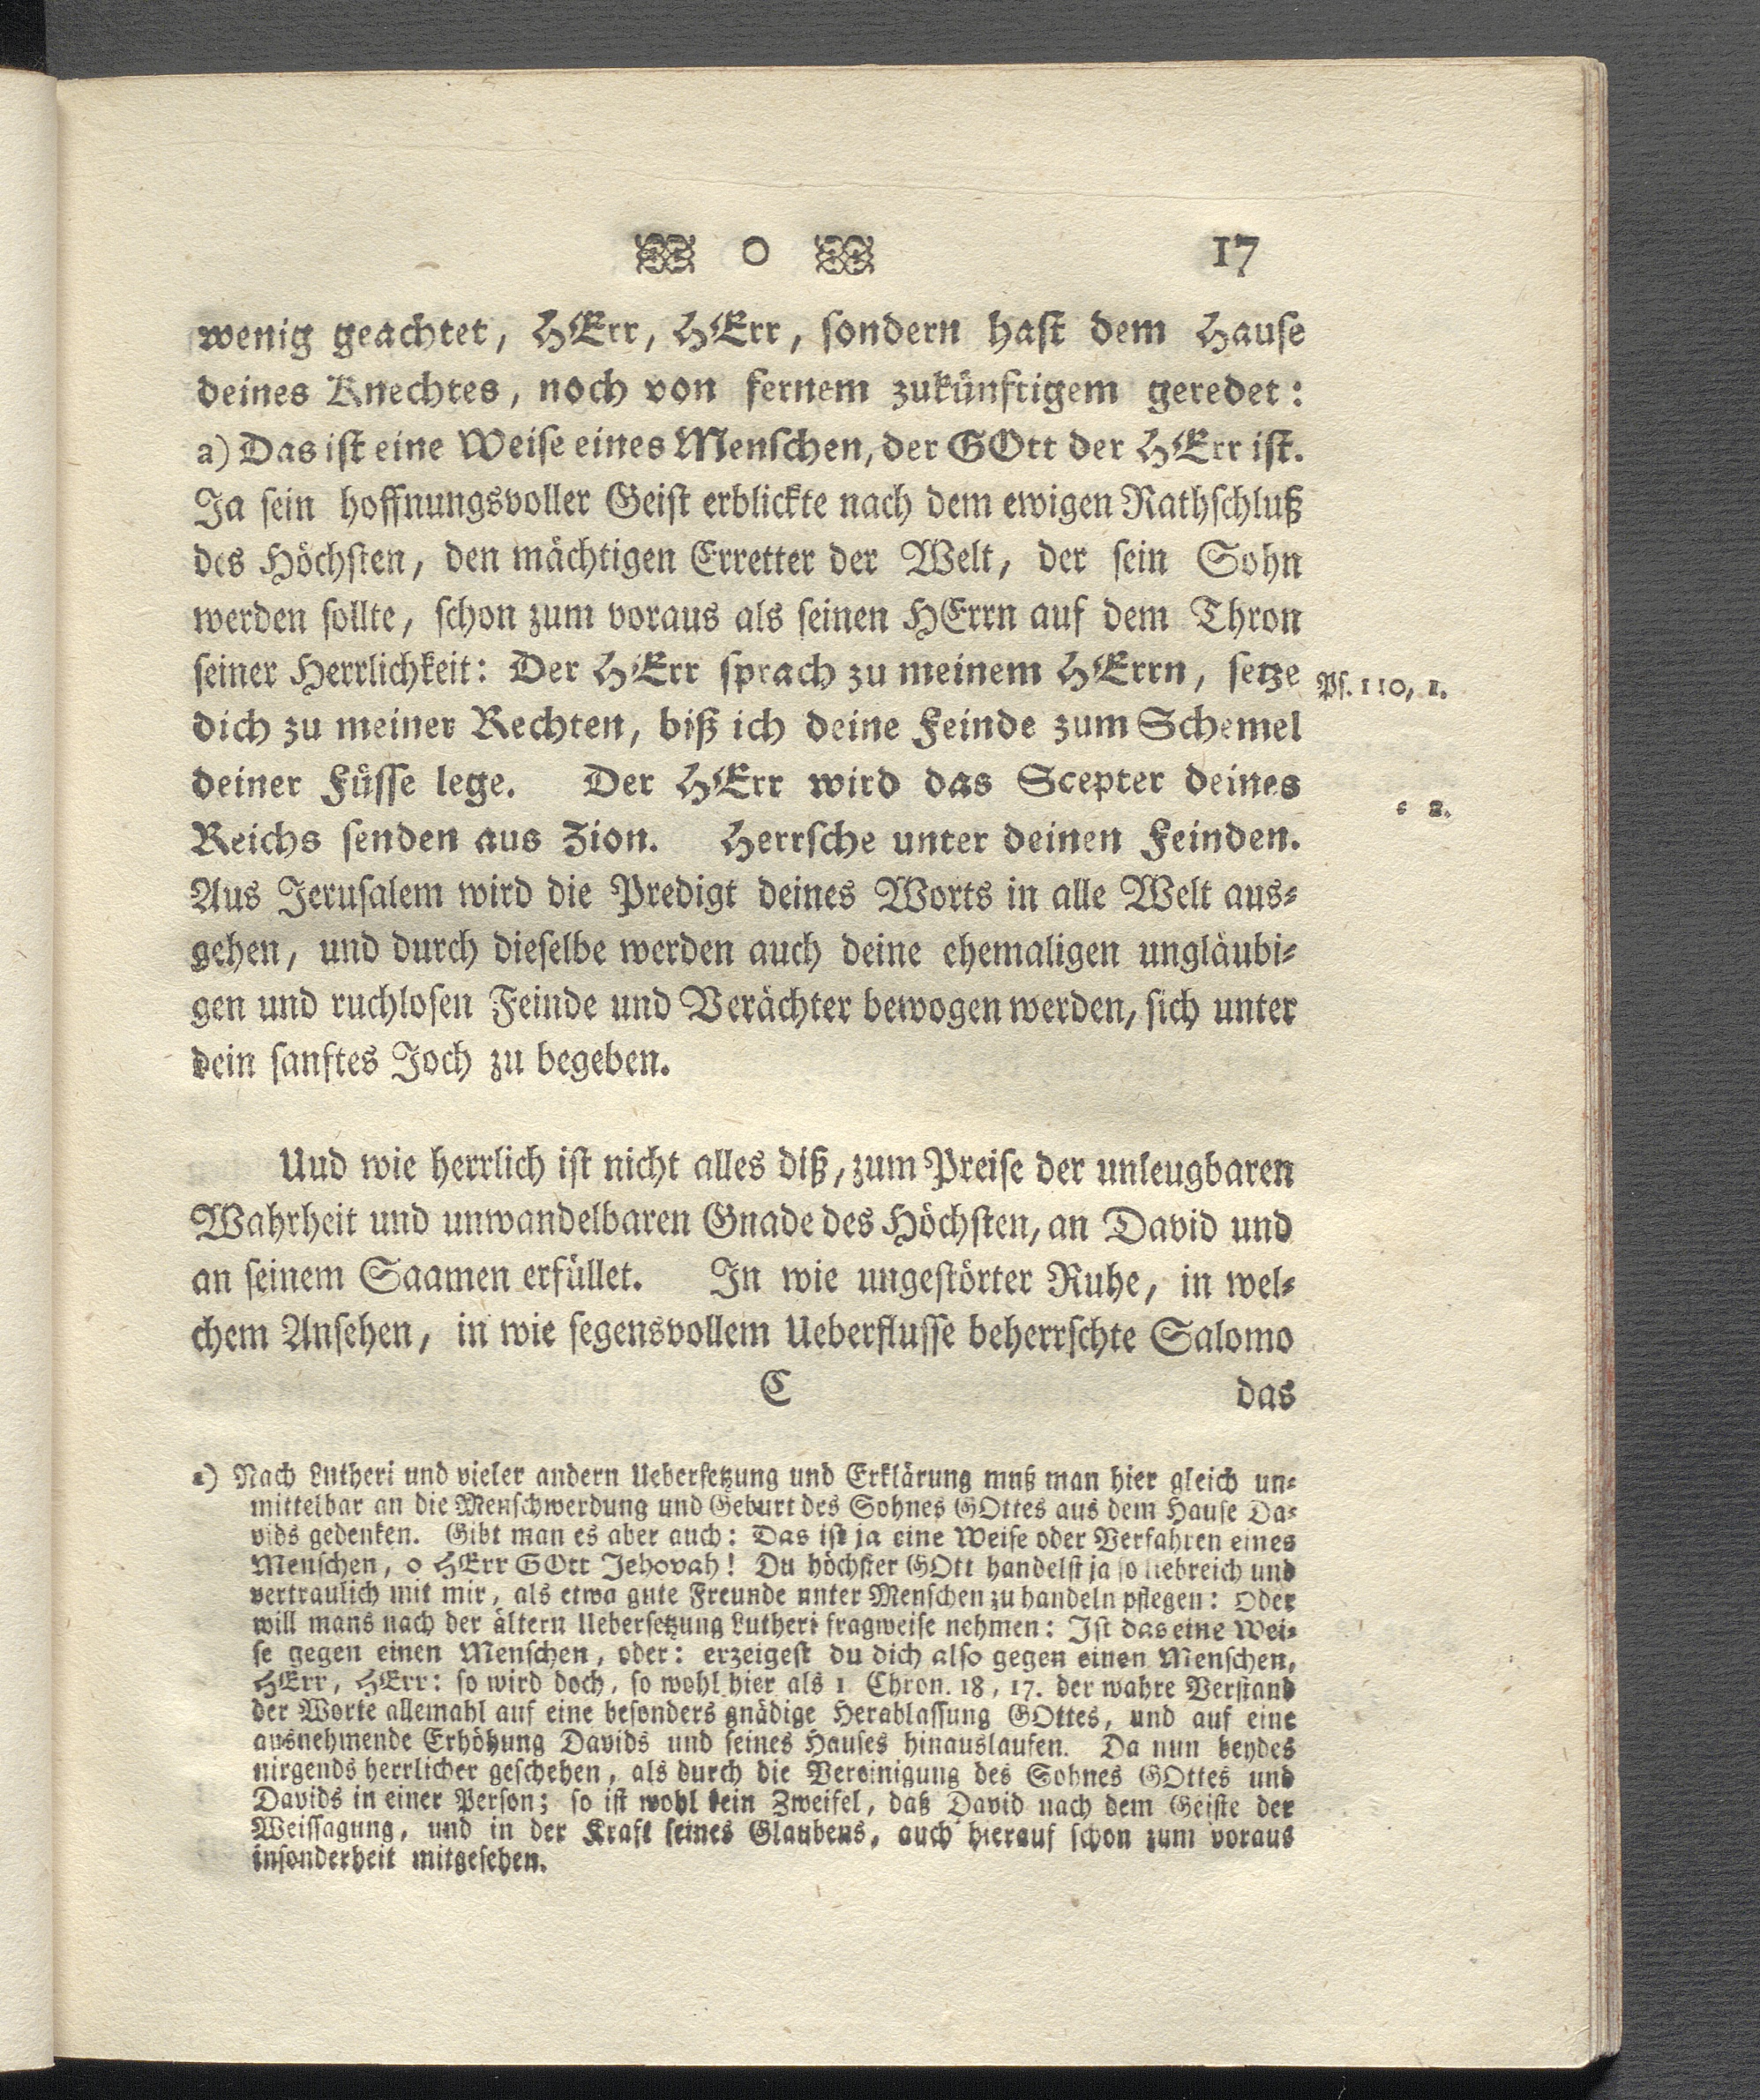 0 17
wenig geachtet, HErr, HErr, sondern hast dem Hause
deines Knechtes, noch von fernem zukünftigem geredet:
a) Das ist eine Weise eines Menschen, der GOtt der HErr ist.
Ja sein hoffnungsvoller Geist erblickte nach dem ewigen Rathschluß
des Höchsten, den mächtigen Erretter der Welt, der sein Sohn
werden sollte, schon zum voraus als seinen HErrn auf dem Thron
seiner Herrlichkeit: Der HErr sprach zu meinem HErrn, setze
Ps. 110, 1.
dich zu meiner Rechten, biß ich deine Feinde zum Schemel
deiner Füsse lege. Der HErr wird das Scepter deines
= 2.
Reichs senden aus Zion. Herrsche unter deinen Feinden.
Aus Jerusalem wird die Predigt deines Worts in alle Welt aus=
gehen, und durch dieselbe werden auch deine ehemaligen ungläubi=
gen und ruchlosen Feinde und Verächter bewogen werden, sich unter
dein sanftes Joch zu begeben.
Uud wie herrlich ist nicht alles diß, zum Preise der unleugbaren
Wahrheit und unwandelbaren Gnade des Höchsten, an David und
an seinem Saamen erfüllet. In wie ungestörter Ruhe, in wel=
chem Ansehen, in wie segensvollem Ueberflusse beherrschte Salomo
C das
a) Nach Lutheri und vieler andern Uebersetzung und Erklärung muß man hier gleich un=
mittelbar an die Menschwerdung und Geburt des Sohnes GOttes aus dem Hause Da=
vids gedenken. Gibt man es aber auch: Das ist ja eine Weise oder Verfahren eines
Menschen, o HErr GOtt Jehovah! Du höchster GOtt handelst ja so liebreich und
vertraulich mit mir, als etwa gute Freunde unter Menschen zu handeln pflegen: Oder
will mans nach der ältern Uebersetzung Lutheri fragweise nehmen: Ist das eine Wei=
se gegen einen Menschen, oder: erzeigest du dich also gegen einen Menschen,
HErr, HErr: so wird doch, so wohl hier als 1 Chron. 18, 17. der wahre Verstand
der Worte allemahl auf eine besonders gnädige Herablassung GOttes, und auf eine
ausnehmende Erhöhung Davids und seines Hauses hinauslaufen. Da nun beydes
nirgends herrlicher geschehen, als durch die Vereinigung des Sohnes GOttes und
Davids in einer Person; so ist wohl kein Zweifel, daß David nach dem Geiste der
Weissagung, und in der Kraft seines Glaubens, auch hierauf schon zum voraus
insonderheit mitgesehen.